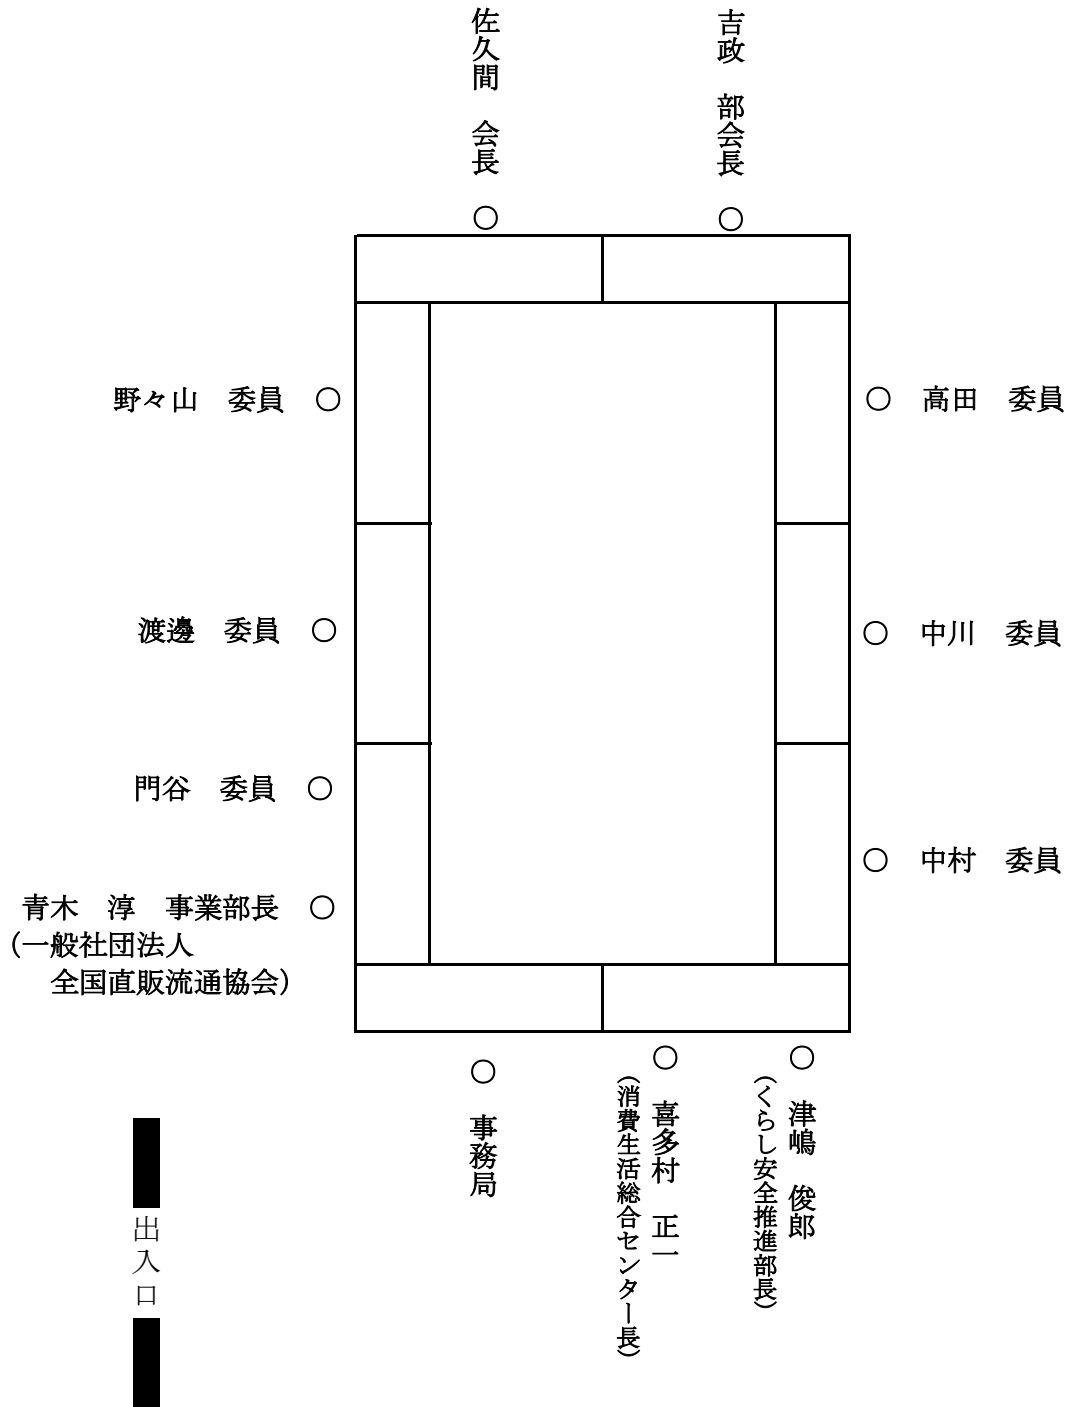 佐久間　会長　○
吉政　部会長　○
野々山　委員　○
○　高田　委員
渡邊　委員　○
○　中川　委員
門谷　委員　○
○　中村　委員
青木　淳　事業部長　○
（一般社団法人
全国直販流通協会）
○　津嶋　俊郎
（くらし安全推進部長）
○　喜多村　正一
（消費生活総合センター長）
○　事務局
出入口